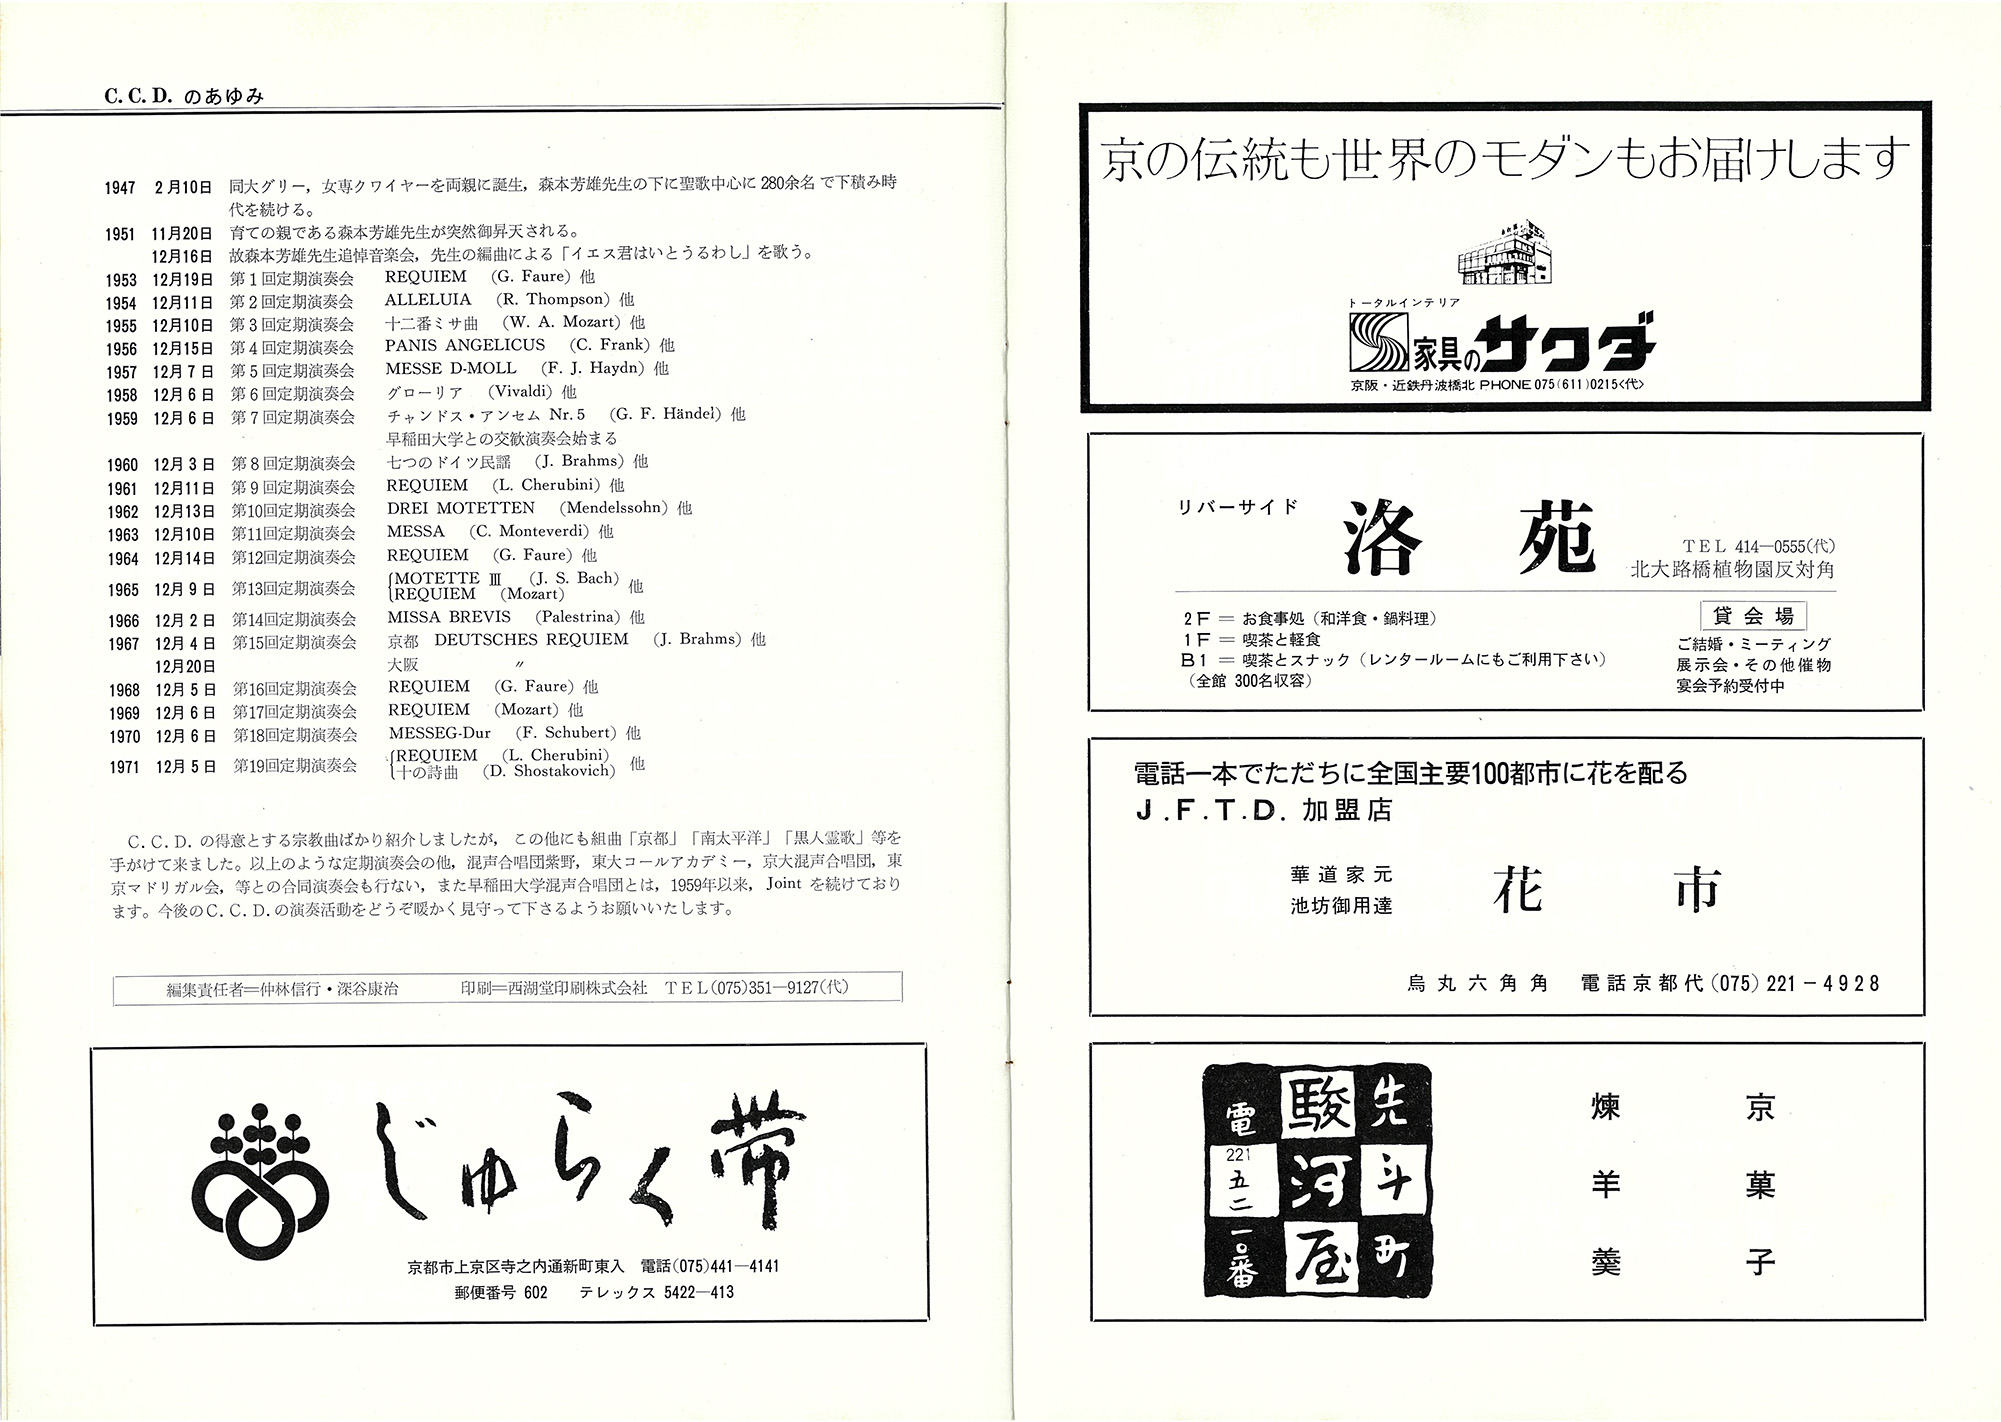 C. C. D. のあゆみ
1947 2月10日 同大グリー，女専クワイヤーを両親に誕生，森本芳雄先生の下に聖歌中心に280余名で下積み時
代を続ける。
1951 11月20日 育ての親である森本芳雄先生が突然御昇天される。
12月16日 故森本芳雄先生追悼音楽会，先生の編曲による「イエス君はいとうるわし」を歌う。
1953 12月19日 第1回定期演奏会 REQUIEM (G. Faure) 他
1954 12月11日 第2回定期演奏会 ALLELUIA (R. Thompson) 他
1955 12月10日 第3回定期演奏会 十二番ミサ曲 (W. A. Mozart) 他
1956 12月15日 第4回定期演奏会 PANIS ANGELICUS (C. Frank) 他
1957 12月7日 第5回定期演奏会 MESSE D-MOLL (F. J. Haydn) 他
1958 12月6日 第6回定期演奏会 グローリア (Vivaldi) 他
1959 12月6日 第7回定期演奏会 チャンドス・アンセム Nr. 5 (G. F. Händel) 他
早稲田大学との交歓演奏会始まる
1960 12月3日 第8回定期演奏会 七つのドイツ民謡 (J. Brahms) 他
1961 12月11日 第9回定期演奏会 REQUIEM (L. Cherubini) 他
1962 12月13日 第10回定期演奏会 DREI MOTETTEN (Mendelssohn) 他
1963 12月10日 第11回定期演奏会 MESSA (C. Monteverdi) 他
1964 12月14日 第12回定期演奏会 REQUIEM (G. Faure) 他
1965 12月9日 第13回定期演奏会 {MOTETTE Ⅲ (J. S. Bach)
REQUIEM (Mozart) 他
1966 12月2日 第14回定期演奏会 MISSA BREVIS (Palestrina) 他
1967 12月4日 第15回定期演奏会 京都 DEUTSCHES REQUIEM (J. Brahms) 他
12月20日 大阪 〃
1968 12月5日 第16回定期演奏会 REQUIEM (G. Faure) 他
1969 12月6日 第17回定期演奏会 REQUIEM (Mozart) 他
1970 12月6日 第18回定期演奏会 MESSEG-Dur (F. Schubert) 他
1971 12月5日 第19回定期演奏会 {REQUIEM (L. Cherubini)
十の詩曲 (D. Shostakovich) 他
C. C. D. の得意とする宗教曲ばかり紹介しましたが，この他にも組曲「京都」「南太平洋」「黒人霊歌」等を
手がけて来ました。以上のような定期演奏会の他，混声合唱団紫野，東大コールアカデミー，京大混声合唱団，東
京マドリガル会，等との合同演奏会も行ない，また早稲田大学混声合唱団とは，1959年以来，Joint を続けており
ます。今後のC. C. D. の演奏活動をどうぞ暖かく見守って下さるようお願いいたします。
編集責任者＝仲林信行・深谷康治 印刷＝西湖堂印刷株式会社 TEL(075)351—9127(代)
じゅらく帯
京都市上京区寺之内通新町東入 電話(075)441—4141
郵便番号 602 テレックス 5422—413
京の伝統も世界のモダンもお届けします
トータルインテリア
家具のサクダ
京阪・近鉄丹波橋北 PHONE 075(611)0215<代>
リバーサイド 洛苑
TEL 414—0555(代)
北大路橋植物園反対角
2F＝お食事処（和洋食・鍋料理）
1F＝喫茶と軽食
B1＝喫茶とスナック（レンタールームにもご利用下さい）
（全館 300名収容）
貸会場
ご結婚・ミーティング
展示会・その他催物
宴会予約受付中
電話一本でただちに全国主要100都市に花を配る
J.F.T.D. 加盟店
華道家元
池坊御用達
花市
烏丸六角角 電話京都代(075)221－4928
京菓子
煉羊羹
先斗町
駿河屋
電221五二一〇番